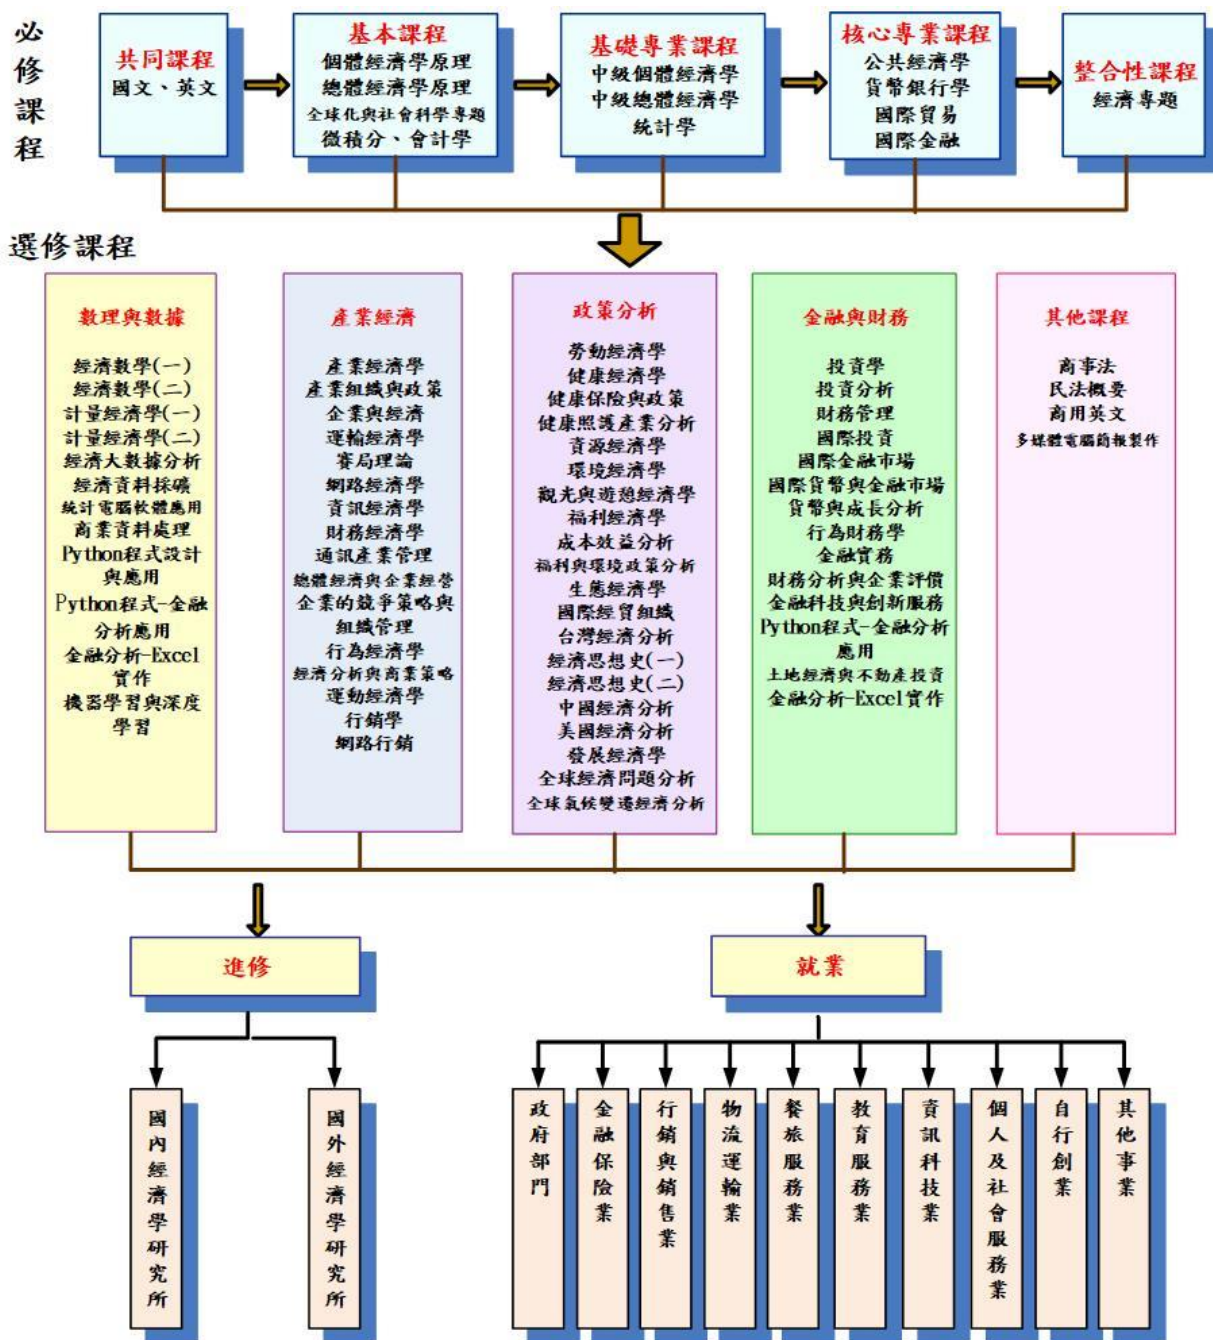 必修課程
共同課程
國文、英文
基本課程
個體經濟學原理
總體經濟學原理
全球化與社會科學專題
微積分、會計學
基礎專業課程
中級個體經濟學
中級總體經濟學
統計學
核心專業課程
公共經濟學
貨幣銀行學
國際貿易
國際金融
整合性課程
經濟專題
選修課程
數理與數據
經濟數學(一)
經濟數學(二)
計量經濟學(一)
計量經濟學(二)
經濟大數據分析
經濟資料採礦
統計電腦軟體應用
商業資料處理
Python程式設計
與應用
Python程式-金融
分析應用
金融分析-Excel
實作
機器學習與深度
學習
產業經濟
產業經濟學
產業組織與政策
企業與經濟
運輸經濟學
賽局理論
網路經濟學
資訊經濟學
財務經濟學
通訊產業管理
總體經濟與企業經營
企業的競爭策略與
組織管理
行為經濟學
經濟分析與商業策略
運動經濟學
行銷學
網路行銷
政策分析
勞動經濟學
健康經濟學
健康保險與政策
健康照護產業分析
資源經濟學
環境經濟學
觀光與遊憩經濟學
福利經濟學
成本效益分析
福利與環境政策分析
生態經濟學
國際經貿組織
台灣經濟分析
經濟思想史(一)
經濟思想史(二)
中國經濟分析
美國經濟分析
發展經濟學
全球經濟問題分析
全球氣候變遷經濟分析
金融與財務
投資學
投資分析
財務管理
國際投資
國際金融市場
國際貨幣與金融市場
貨幣與成長分析
行為財務學
金融實務
財務分析與企業評價
金融科技與創新服務
Python程式-金融分析
應用
土地經濟與不動產投資
金融分析-Excel實作
其他課程
商事法
民法概要
商用英文
多媒體電腦簡報製作
進修
就業
國內經濟學研究所
國外經濟學研究所
政府部門
金融保險業
行銷與銷售業
物流運輸業
餐旅服務業
教育服務業
資訊科技業
個人及社會服務業
自行創業
其他事業